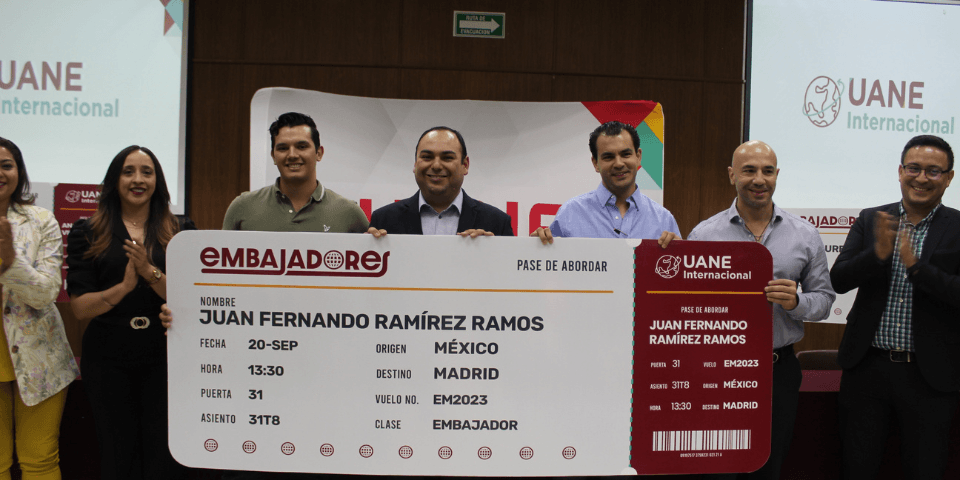 RUTA DE
EVACUACIÓN
UANE
Internacional
UANE
Internacional
EMBAJADORES
PASE DE ABORDAR
NOMBRE
JUAN FERNANDO RAMÍREZ RAMOS
FECHA 20-SEP
HORA 13:30
PUERTA 31
ASIENTO 31T8
ORIGEN MÉXICO
DESTINO MADRID
VUELO NO. EM2023
CLASE EMBAJADOR
UANE
Internacional
PASE DE ABORDAR
JUAN FERNANDO
RAMÍREZ RAMOS
PUERTA 31 VUELO EM2023
ASIENTO 31T8 ORIGEN MÉXICO
HORA 13:30 DESTINO MADRID
UANE